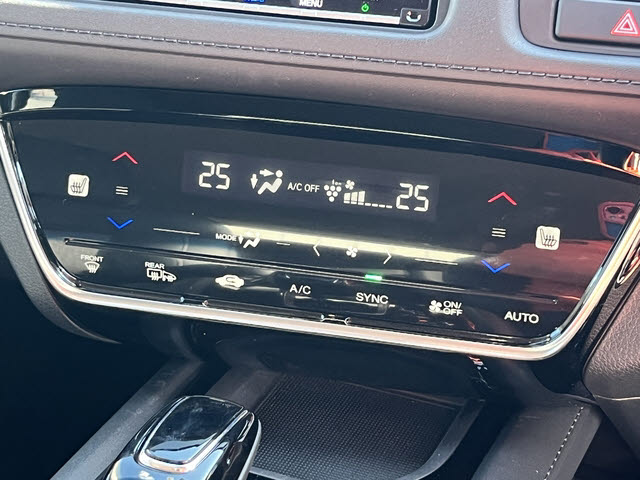 MENU
25 A/C OFF 25
MODE
FRONT
REAR
A/C
SYNC
ON/
OFF
AUTO